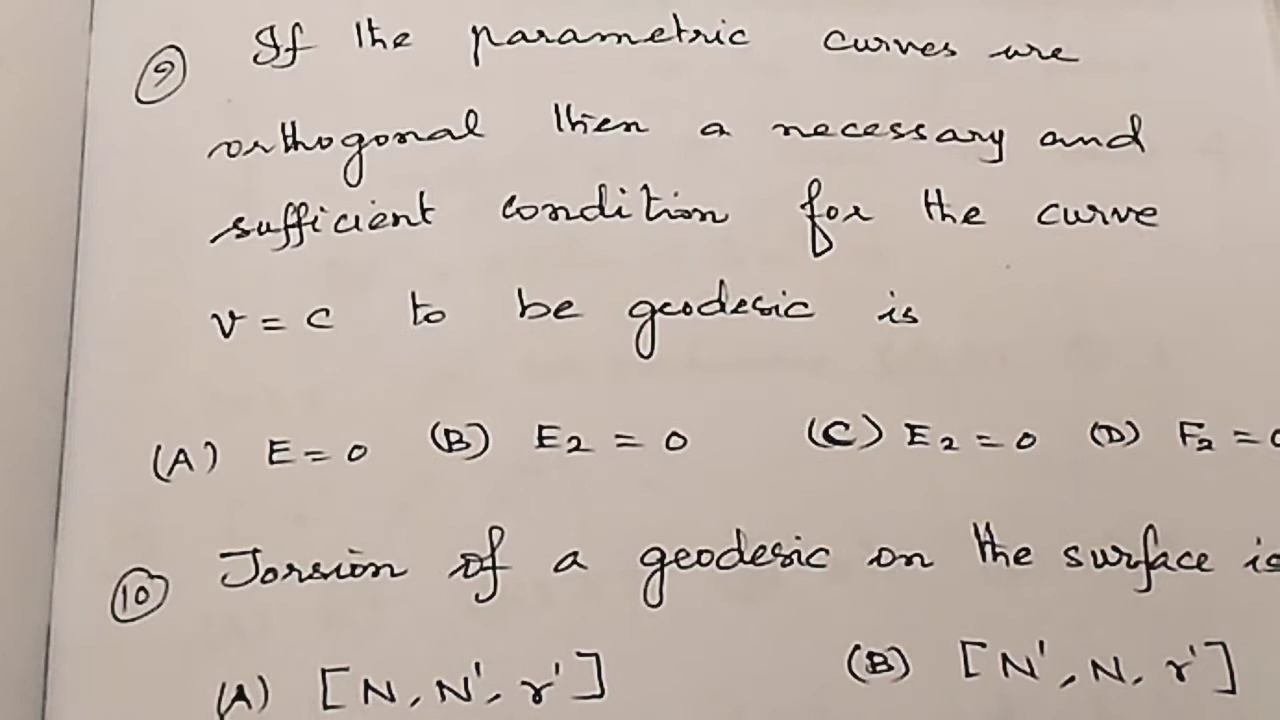 ⑨ If the parametric curves are
orthogonal then a necessary and
sufficient condition for the curve
v = c to be geodesic is
(A) E = 0 (B) E₂ = 0 (C) E₂ = 0 (D) F₂ = 0
⑩ Torsion of a geodesic on the surface is
(A) [N, N', r'] (B) [N', N, r']